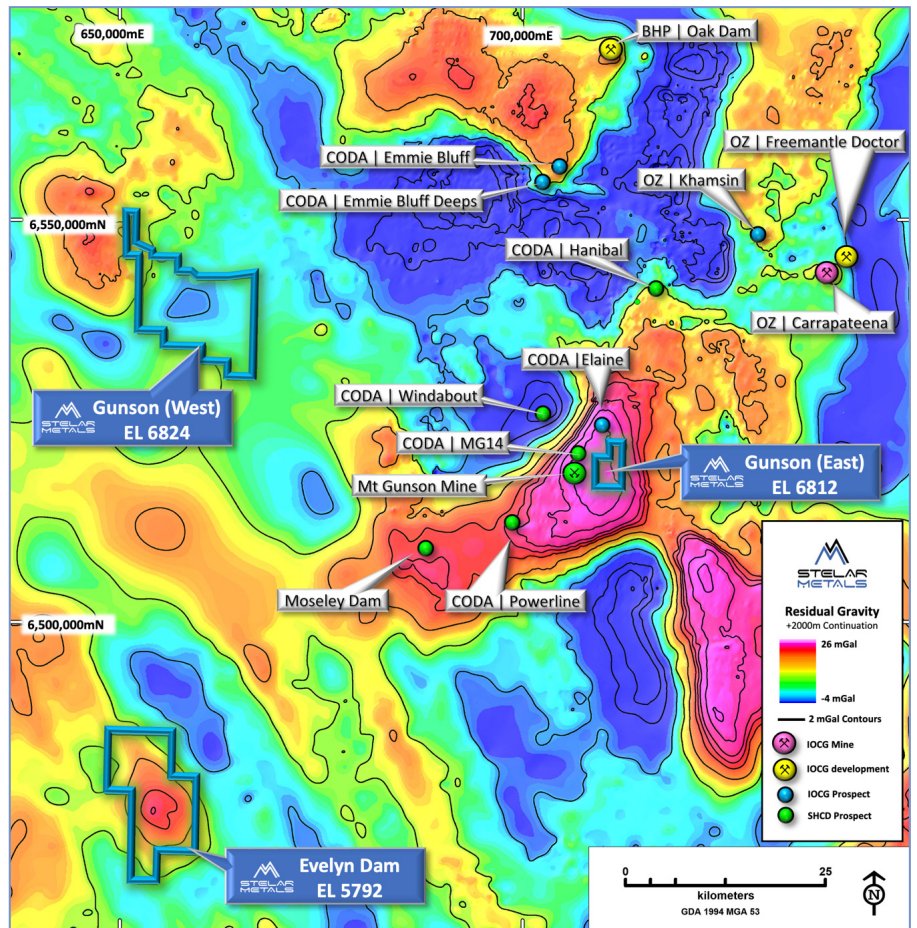 650,000mE
700,000mE
BHP | Oak Dam
OZ | Freemantle Doctor
CODA | Emmie Bluff
OZ | Khamsin
CODA | Emmie Bluff Deeps
6,550,000mN
CODA | Hanibal
OZ | Carrapateena
CODA |Elaine
CODA | Windabout
STELAR METALS
Gunson (West)
EL 6824
CODA | MG14
Mt Gunson Mine
STELAR METALS
Gunson (East)
EL 6812
Moseley Dam
CODA | Powerline
6,500,000mN
STELAR
METALS
Residual Gravity
+2000m Continuation
26 mGal
-4 mGal
2 mGal Contours
IOCG Mine
IOCG development
IOCG Prospect
SHCD Prospect
STELAR METALS
Evelyn Dam
EL 5792
0 25
kilometers
GDA 1994 MGA 53